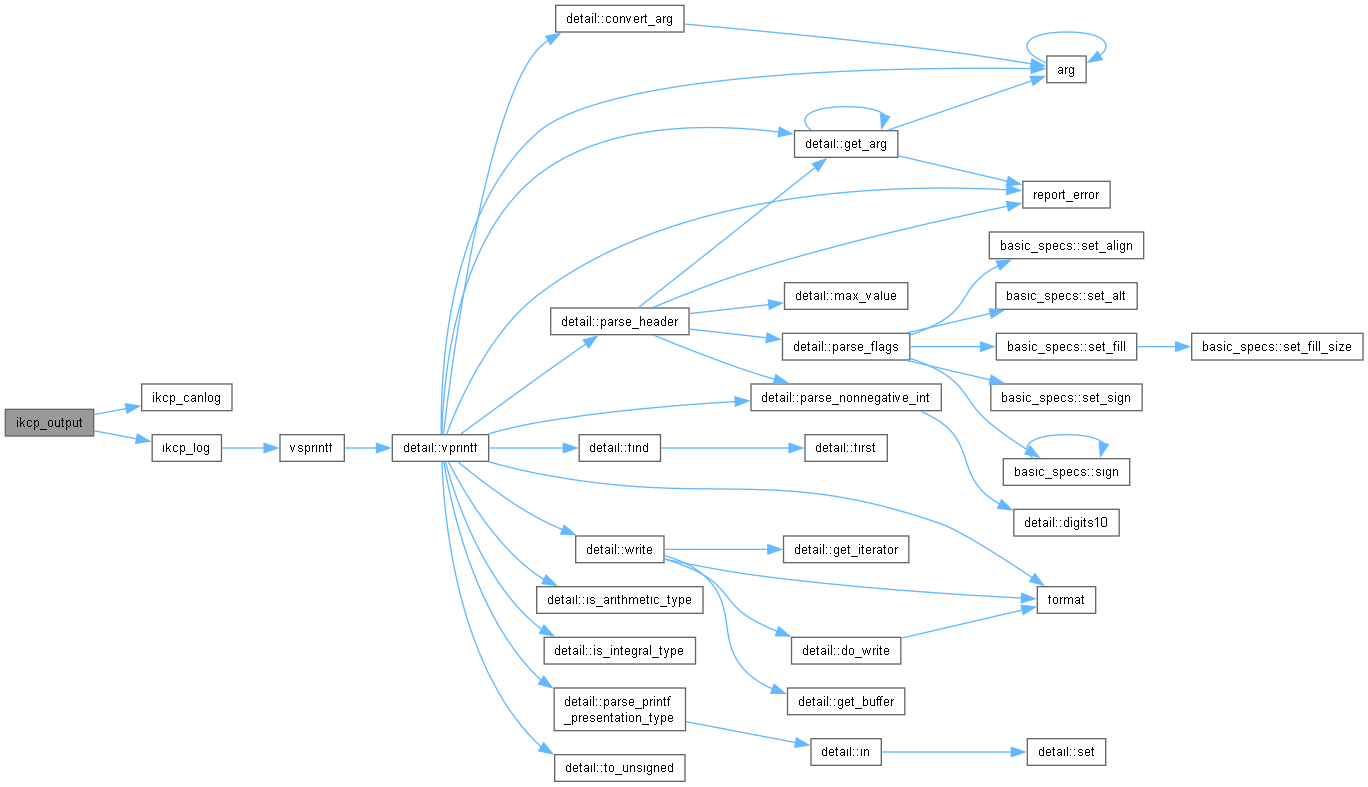 detail::convert_arg
arg
detail::get_arg
report_error
basic_specs::set_align
detail::max_value
basic_specs::set_alt
detail::parse_header
detail::parse_flags
basic_specs::set_fill
basic_specs::set_fill_size
ikcp_canlog
detail::parse_nonnegative_int
basic_specs::set_sign
ikcp_output
ikcp_log
vsprintf
detail::vprintf
detail::find
detail::first
basic_specs::sign
detail::digits10
detail::write
detail::get_iterator
detail::is_arithmetic_type
format
detail::is_integral_type
detail::do_write
detail::parse_printf
_presentation_type
detail::get_buffer
detail::in
detail::set
detail::to_unsigned